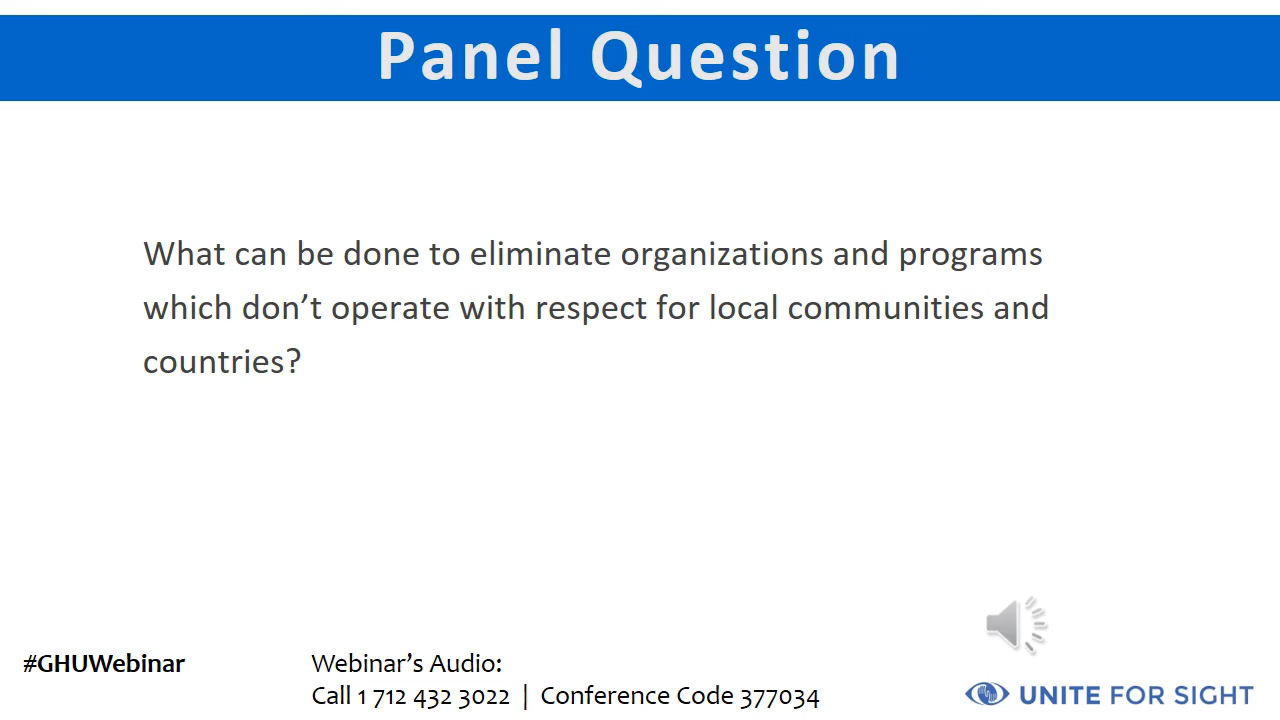 Panel Question
What can be done to eliminate organizations and programs
which don’t operate with respect for local communities and
countries?
#GHUWebinar
Webinar’s Audio:
Call 1 712 432 3022 | Conference Code 377034
UNITE FOR SIGHT